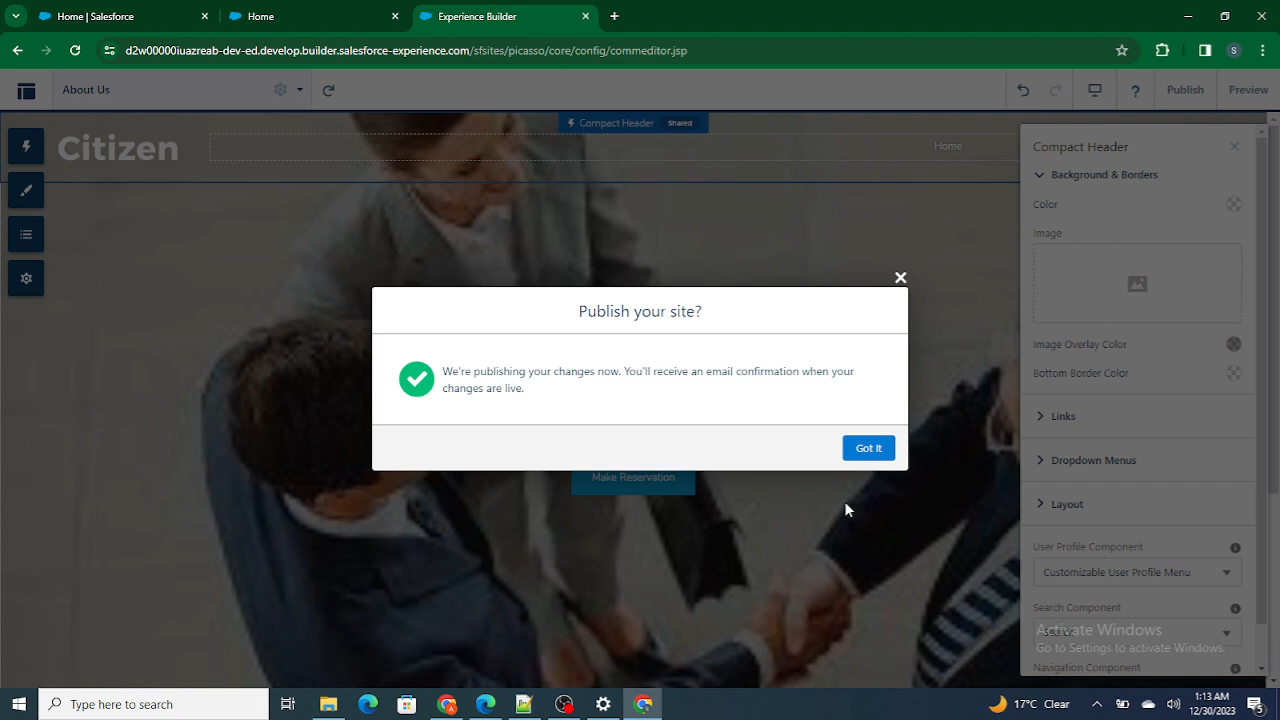 Home | Salesforce
Home
Experience Builder
d2w00000iuazreab-dev-ed.develop.builder.salesforce-experience.com/sfsites/picasso/core/config/commeditor.jsp
S
About Us
?
Publish
Preview
Compact Header
Shared
Citizen
Home
Compact Header
Background & Borders
Color
Image
Image Overlay Color
Bottom Border Color
Links
Dropdown Menus
Layout
User Profile Component
Customizable User Profile Menu
Search Component
Navigation Component
Publish your site?
We're publishing your changes now. You'll receive an email confirmation when your
changes are live.
Got It
Make Reservation
Activate Windows
Go to Settings to activate Windows.
Type here to search
17°C Clear
1:13 AM
12/30/2023